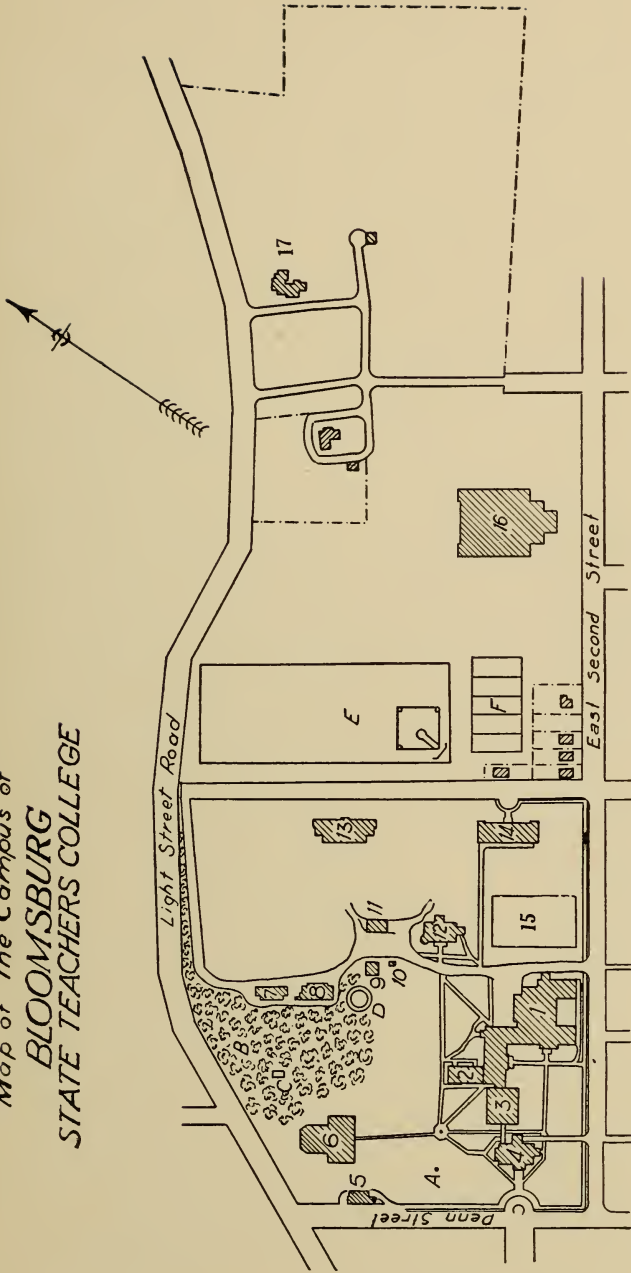 Map of The Campus of
BLOOMSBURG
STATE TEACHERS COLLEGE
Light Street Road
Penn Street
East Second Street
17
16
E
F
13
14
15
11
12
10
9
D
8
7
B
C
6
5
A.
1
2
3
4
N